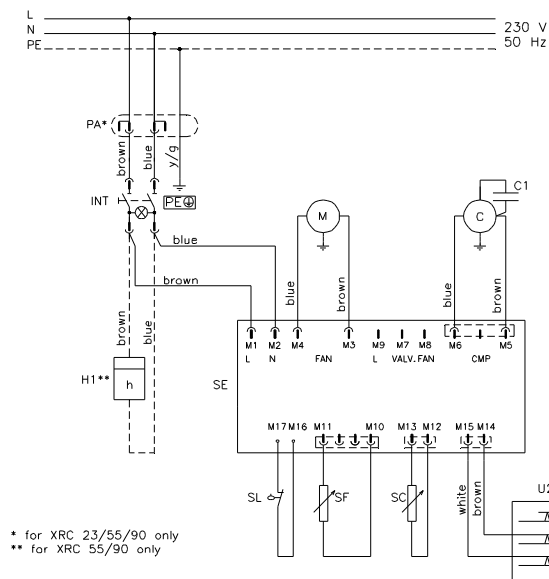 L
N
PE
230 V
50 Hz
PA*
brown
blue
y/g
INT
PE
blue
brown
brown
blue
H1**
h
M
blue
brown
C
C1
blue
brown
M1 M2 M4 M3 M9 M7 M8 M6 M5
L N FAN L VALV. FAN CMP
SE
M17 M16 M11 M10 M13 M12 M15 M14
SL
SF
SC
white
brown
U2
* for XRC 23/55/90 only
** for XRC 55/90 only